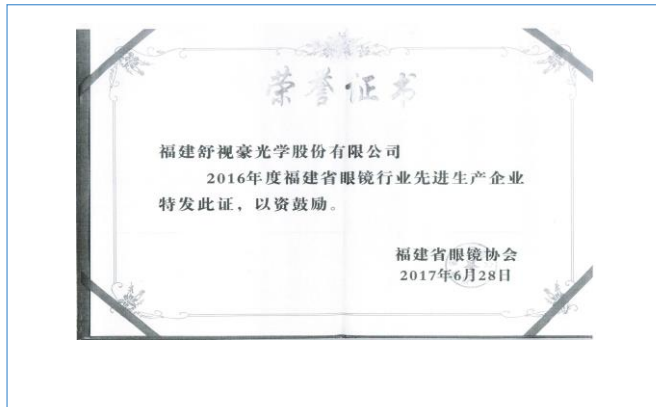 荣誉证书
福建舒视豪光学股份有限公司
2016年度福建省眼镜行业先进生产企业
特发此证，以资鼓励。
福建省眼镜协会
2017年6月28日